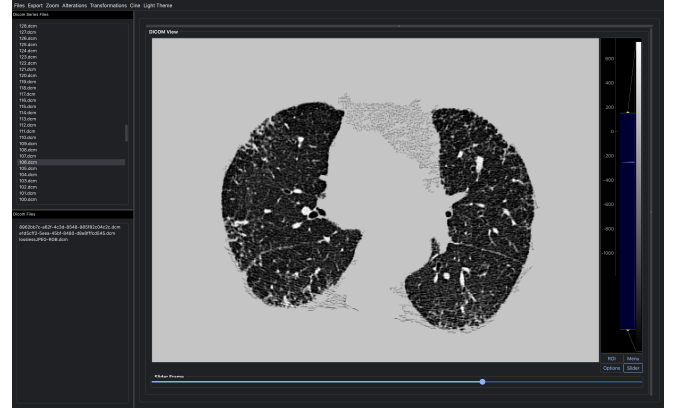 Files Export Zoom Alterations Transformations Cine Light Theme
Dicom Series Files
128.dcm
127.dcm
126.dcm
125.dcm
124.dcm
123.dcm
122.dcm
121.dcm
120.dcm
119.dcm
118.dcm
117.dcm
116.dcm
115.dcm
114.dcm
113.dcm
112.dcm
111.dcm
110.dcm
109.dcm
108.dcm
107.dcm
106.dcm
105.dcm
104.dcm
103.dcm
102.dcm
101.dcm
100.dcm
Dicom Files
losslessJPEG-RGB.dcm
DICOM View
600
400
200
0
-200
-400
-600
-800
-1000
ROI Menu
Options Slider
Slider Frame